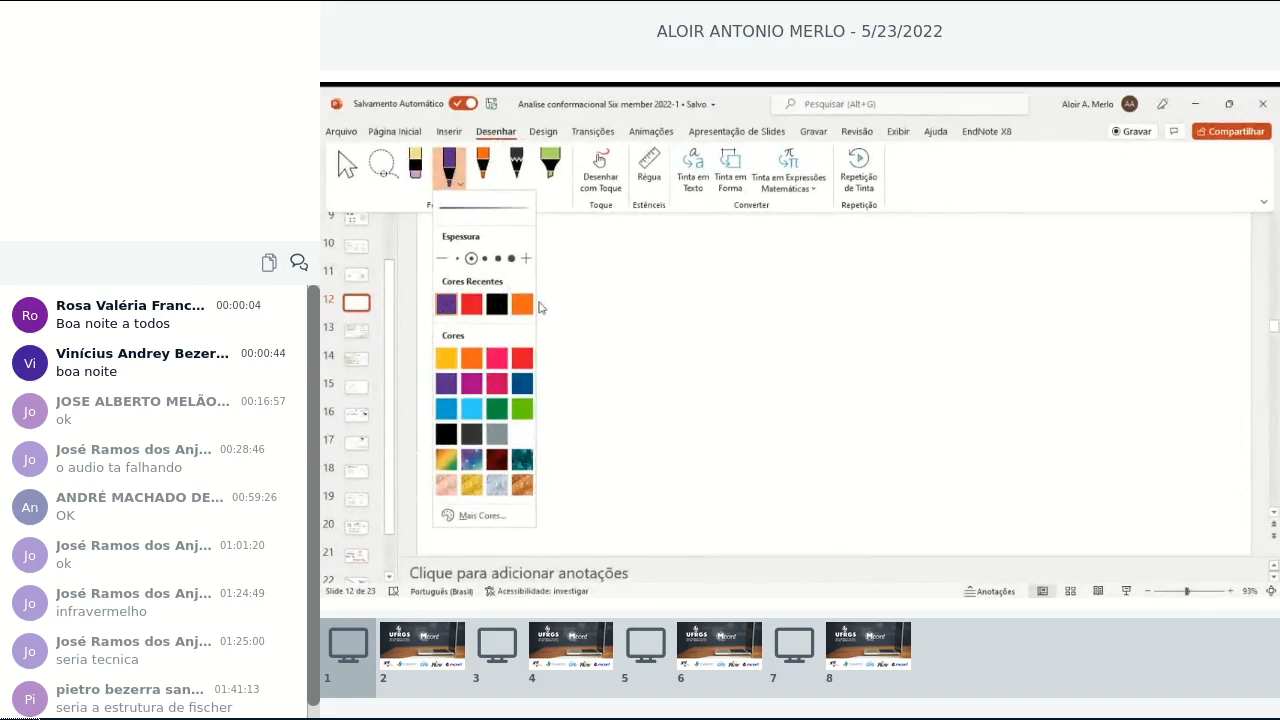 ALOIR ANTONIO MERLO - 5/23/2022
Salvamento Automático
Analise conformacional Six member 2022-1 • Salvo
Pesquisar (Alt+G)
Aloir A. Merlo
AA
Arquivo Página Inicial Inserir Desenhar Design Transições Animações Apresentação de Slides Gravar Revisão Exibir Ajuda EndNote X8
Gravar
Compartilhar
Desenhar com Toque
Régua
Tinta em Texto
Tinta em Forma
Tinta em Expressões Matemáticas
Repetição de Tinta
Toque
Estênceis
Converter
Repetição
Espessura
Cores Recentes
Cores
Mais Cores...
9
10
11
12
13
14
15
16
17
18
19
20
21
22
Clique para adicionar anotações
Slide 12 de 23
Português (Brasil)
Acessibilidade: investigar
Anotações
93%
Ro
Rosa Valéria Franc... 00:00:04
Boa noite a todos
Vi
Vinícius Andrey Bezer... 00:00:44
boa noite
Jo
JOSE ALBERTO MELÃO... 00:16:57
ok
Jo
José Ramos dos Anj... 00:28:46
o audio ta falhando
An
ANDRÉ MACHADO DE... 00:59:26
OK
Jo
José Ramos dos Anj... 01:01:20
ok
Jo
José Ramos dos Anj... 01:24:49
infravermelho
Jo
José Ramos dos Anj... 01:25:00
seria tecnica
Pi
pietro bezerra san... 01:41:13
seria a estrutura de fischer
UFRGS Mconf
UFRGS Mconf
UFRGS Mconf
UFRGS Mconf
1 2 3 4 5 6 7 8